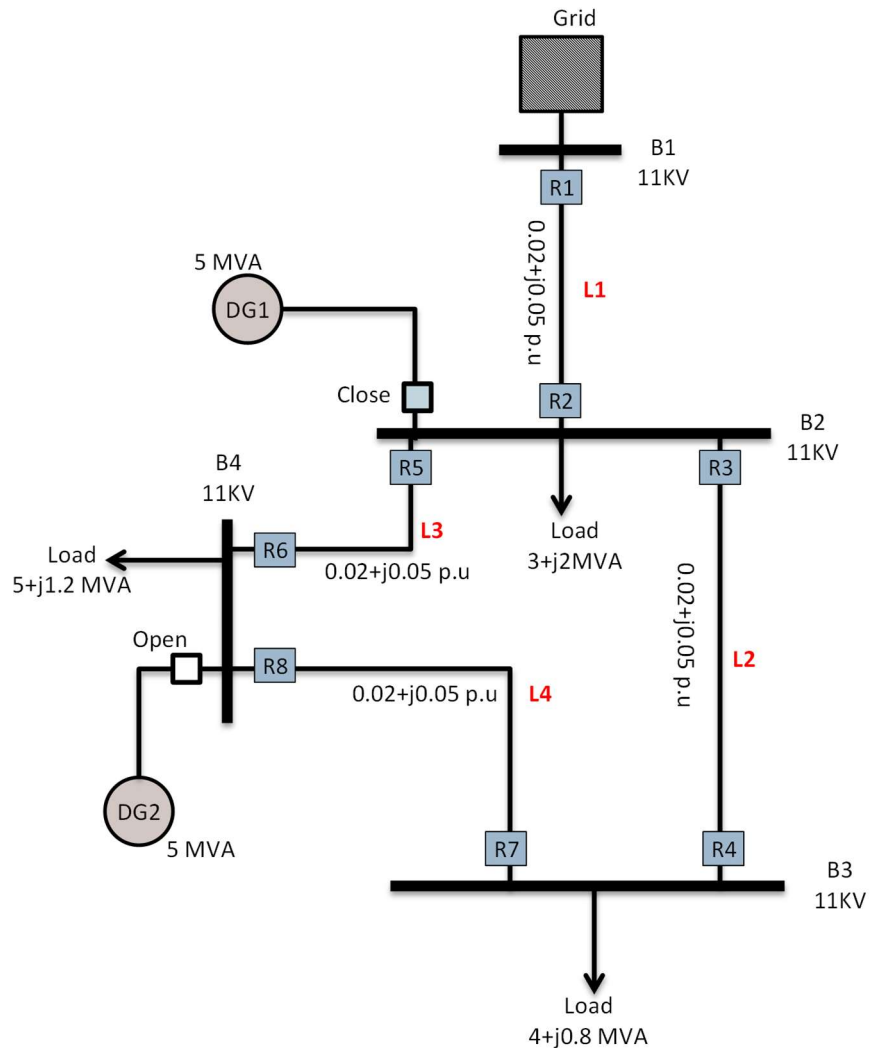 Grid
B1
11KV
R1
0.02+j0.05 p.u
L1
5 MVA
DG1
Close
R2
B2
11KV
B4
11KV
R5
R3
L3
Load
3+j2MVA
Load
5+j1.2 MVA
R6
0.02+j0.05 p.u
0.02+j0.05 p.u
L2
Open
R8
0.02+j0.05 p.u
L4
DG2
5 MVA
R7
R4
B3
11KV
Load
4+j0.8 MVA